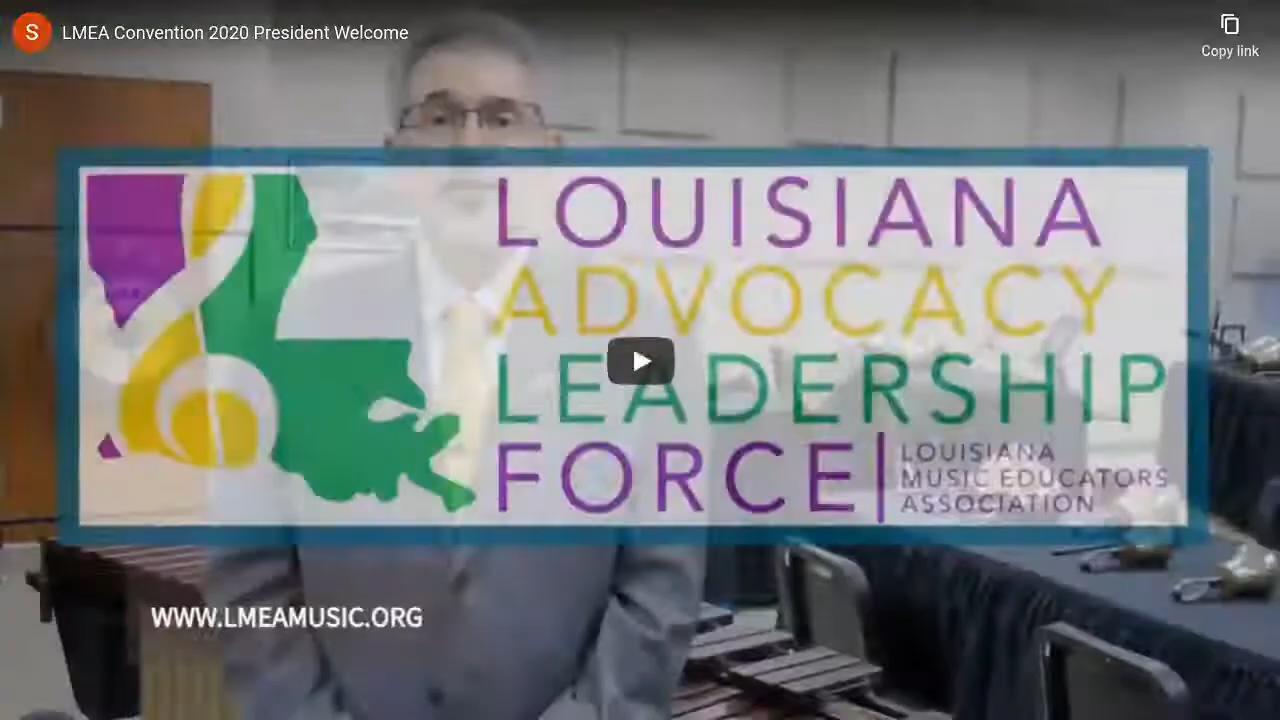 S
LMEA Convention 2020 President Welcome
Copy link
LOUISIANA
ADVOCACY
LEADERSHIP
FORCE
LOUISIANA
MUSIC EDUCATORS
ASSOCIATION
WWW.LMEAMUSIC.ORG